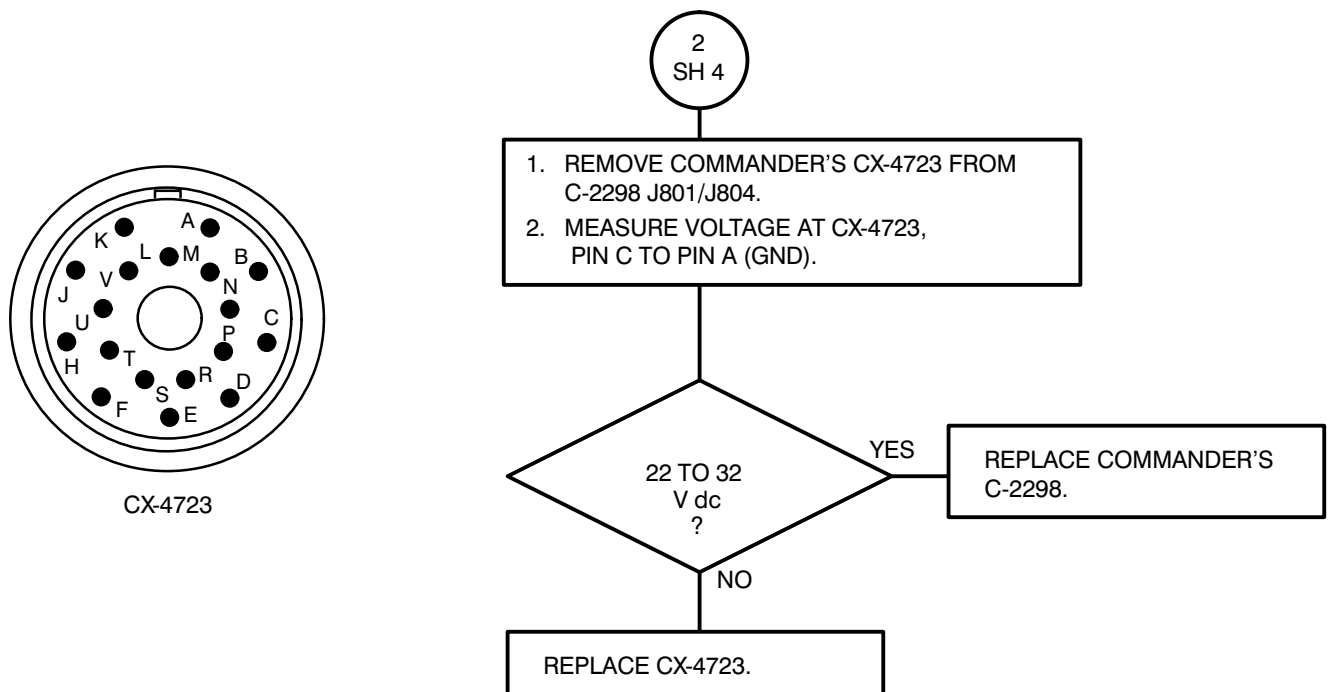 2
SH 4
1. REMOVE COMMANDER'S CX-4723 FROM
C-2298 J801/J804.
2. MEASURE VOLTAGE AT CX-4723,
PIN C TO PIN A (GND).
K
A
L
M
B
J
V
N
U
C
P
H
T
R
D
F
S
E
CX-4723
22 TO 32
V dc
?
YES
REPLACE COMMANDER'S
C-2298.
NO
REPLACE CX-4723.